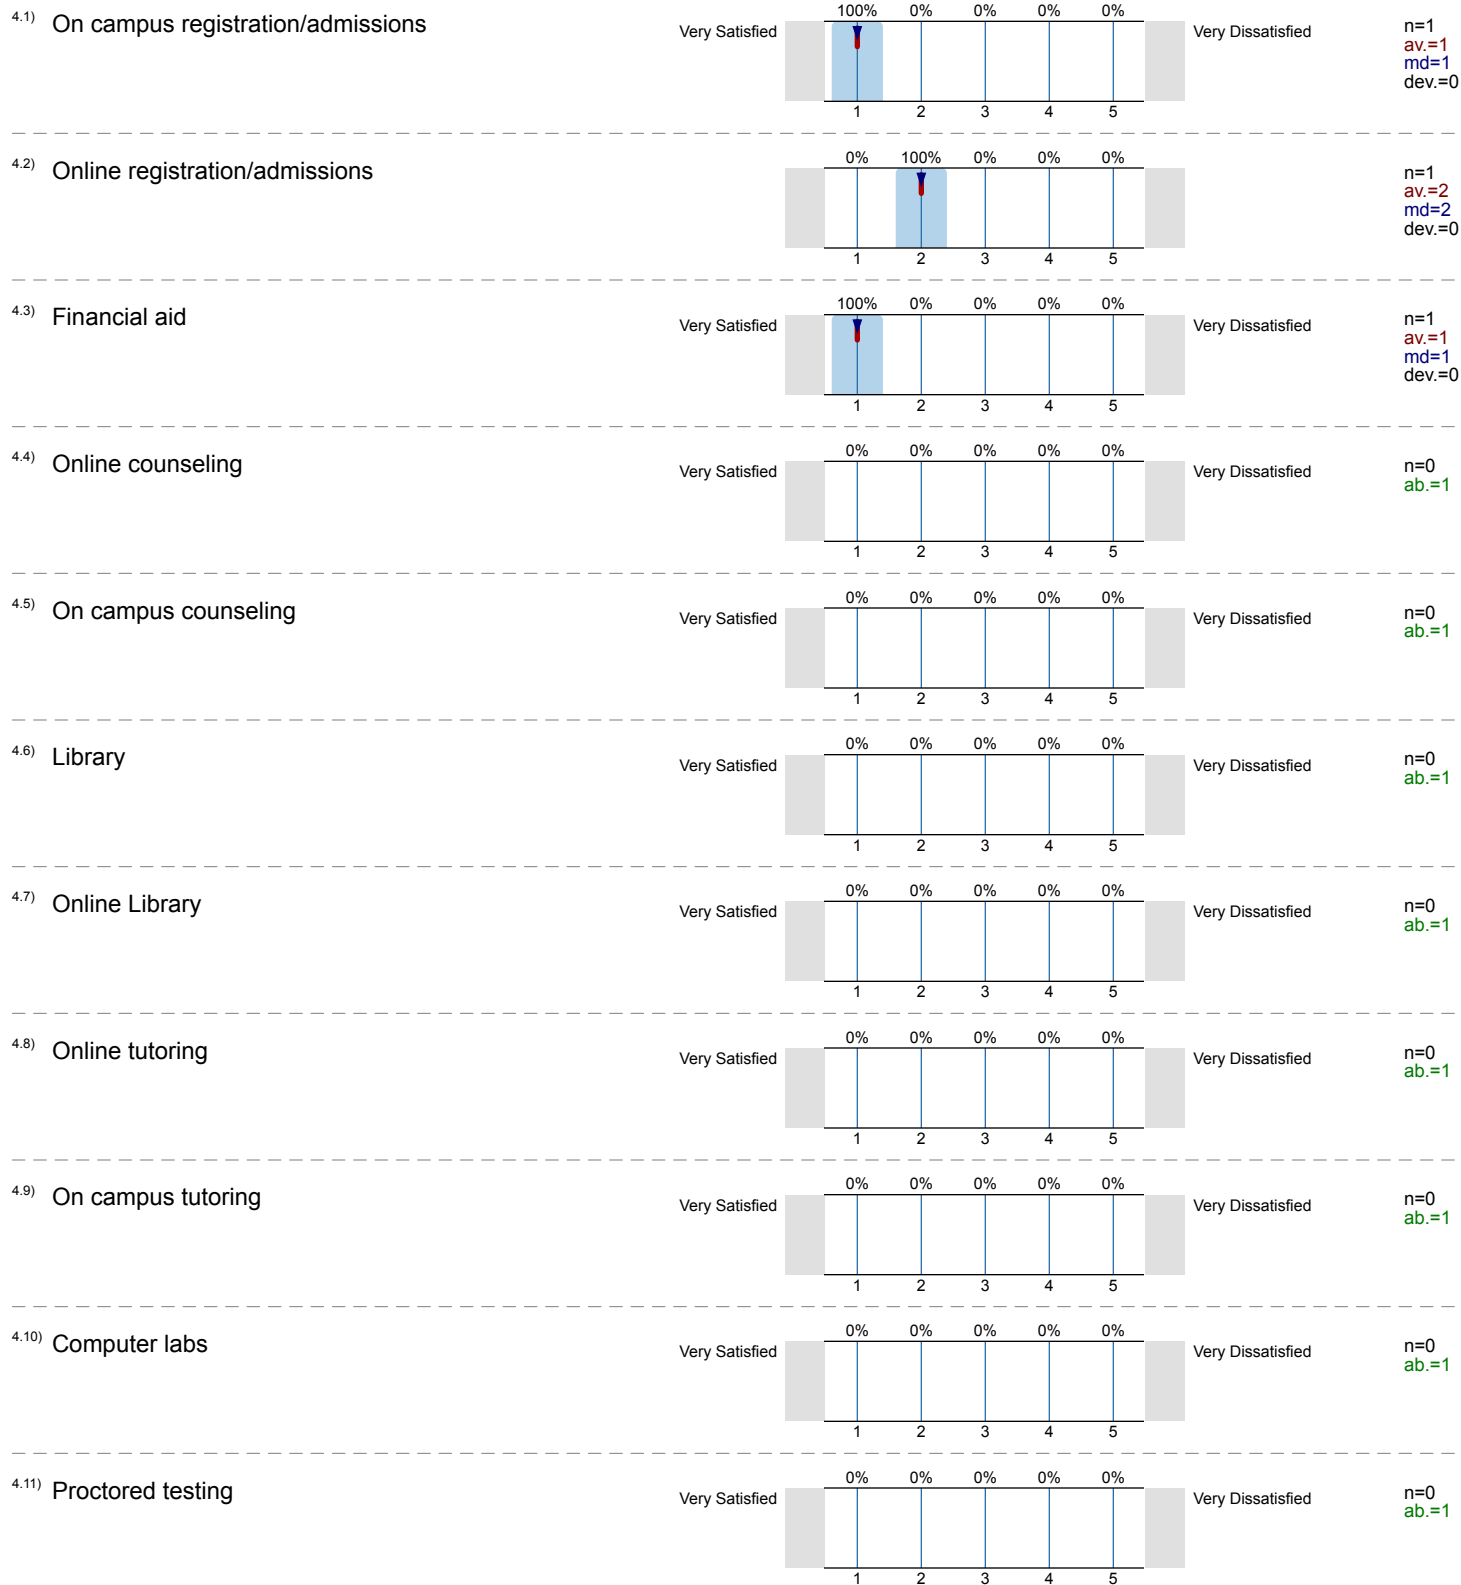 4.1) On campus registration/admissions
100% 0% 0% 0%
Very Satisfied Very Dissatisfied
n=1
av.=1
md=1
dev.=0
1 2 3 4 5
4.2) Online registration/admissions
0% 100% 0% 0% 0%
n=1
av.=2
md=2
dev.=0
1 2 3 4 5
4.3) Financial aid
100% 0% 0% 0% 0%
Very Satisfied Very Dissatisfied
n=1
av.=1
md=1
dev.=0
1 2 3 4 5
4.4) Online counseling
0% 0% 0% 0% 0%
Very Satisfied Very Dissatisfied
n=0
ab.=1
1 2 3 4 5
4.5) On campus counseling
0% 0% 0% 0% 0%
Very Satisfied Very Dissatisfied
n=0
ab.=1
1 2 3 4 5
4.6) Library
0% 0% 0% 0% 0%
Very Satisfied Very Dissatisfied
n=0
ab.=1
1 2 3 4 5
4.7) Online Library
0% 0% 0% 0% 0%
Very Satisfied Very Dissatisfied
n=0
ab.=1
1 2 3 4 5
4.8) Online tutoring
0% 0% 0% 0% 0%
Very Satisfied Very Dissatisfied
n=0
ab.=1
1 2 3 4 5
4.9) On campus tutoring
0% 0% 0% 0% 0%
Very Satisfied Very Dissatisfied
n=0
ab.=1
1 2 3 4 5
4.10) Computer labs
0% 0% 0% 0% 0%
Very Satisfied Very Dissatisfied
n=0
ab.=1
1 2 3 4 5
4.11) Proctored testing
0% 0% 0% 0% 0%
Very Satisfied Very Dissatisfied
n=0
ab.=1
1 2 3 4 5